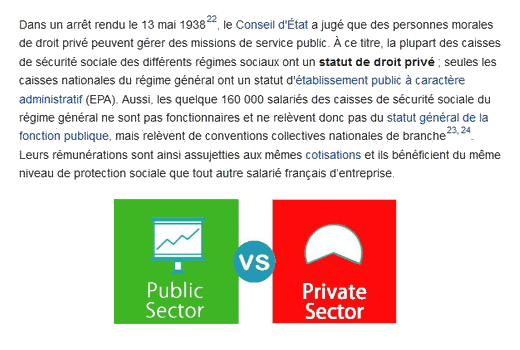 Dans un arrêt rendu le 13 mai 1938²², le Conseil d'État a jugé que des personnes morales
de droit privé peuvent gérer des missions de service public. À ce titre, la plupart des caisses
de sécurité sociale des différents régimes sociaux ont un statut de droit privé ; seules les
caisses nationales du régime général ont un statut d'établissement public à caractère
administratif (EPA). Aussi, les quelque 160 000 salariés des caisses de sécurité sociale du
régime général ne sont pas fonctionnaires et ne relèvent donc pas du statut général de la
fonction publique, mais relèvent de conventions collectives nationales de branche²³,²⁴.
Leurs rémunérations sont ainsi assujetties aux mêmes cotisations et ils bénéficient du même
niveau de protection sociale que tout autre salarié français d'entreprise.
Public
Sector
VS
Private
Sector